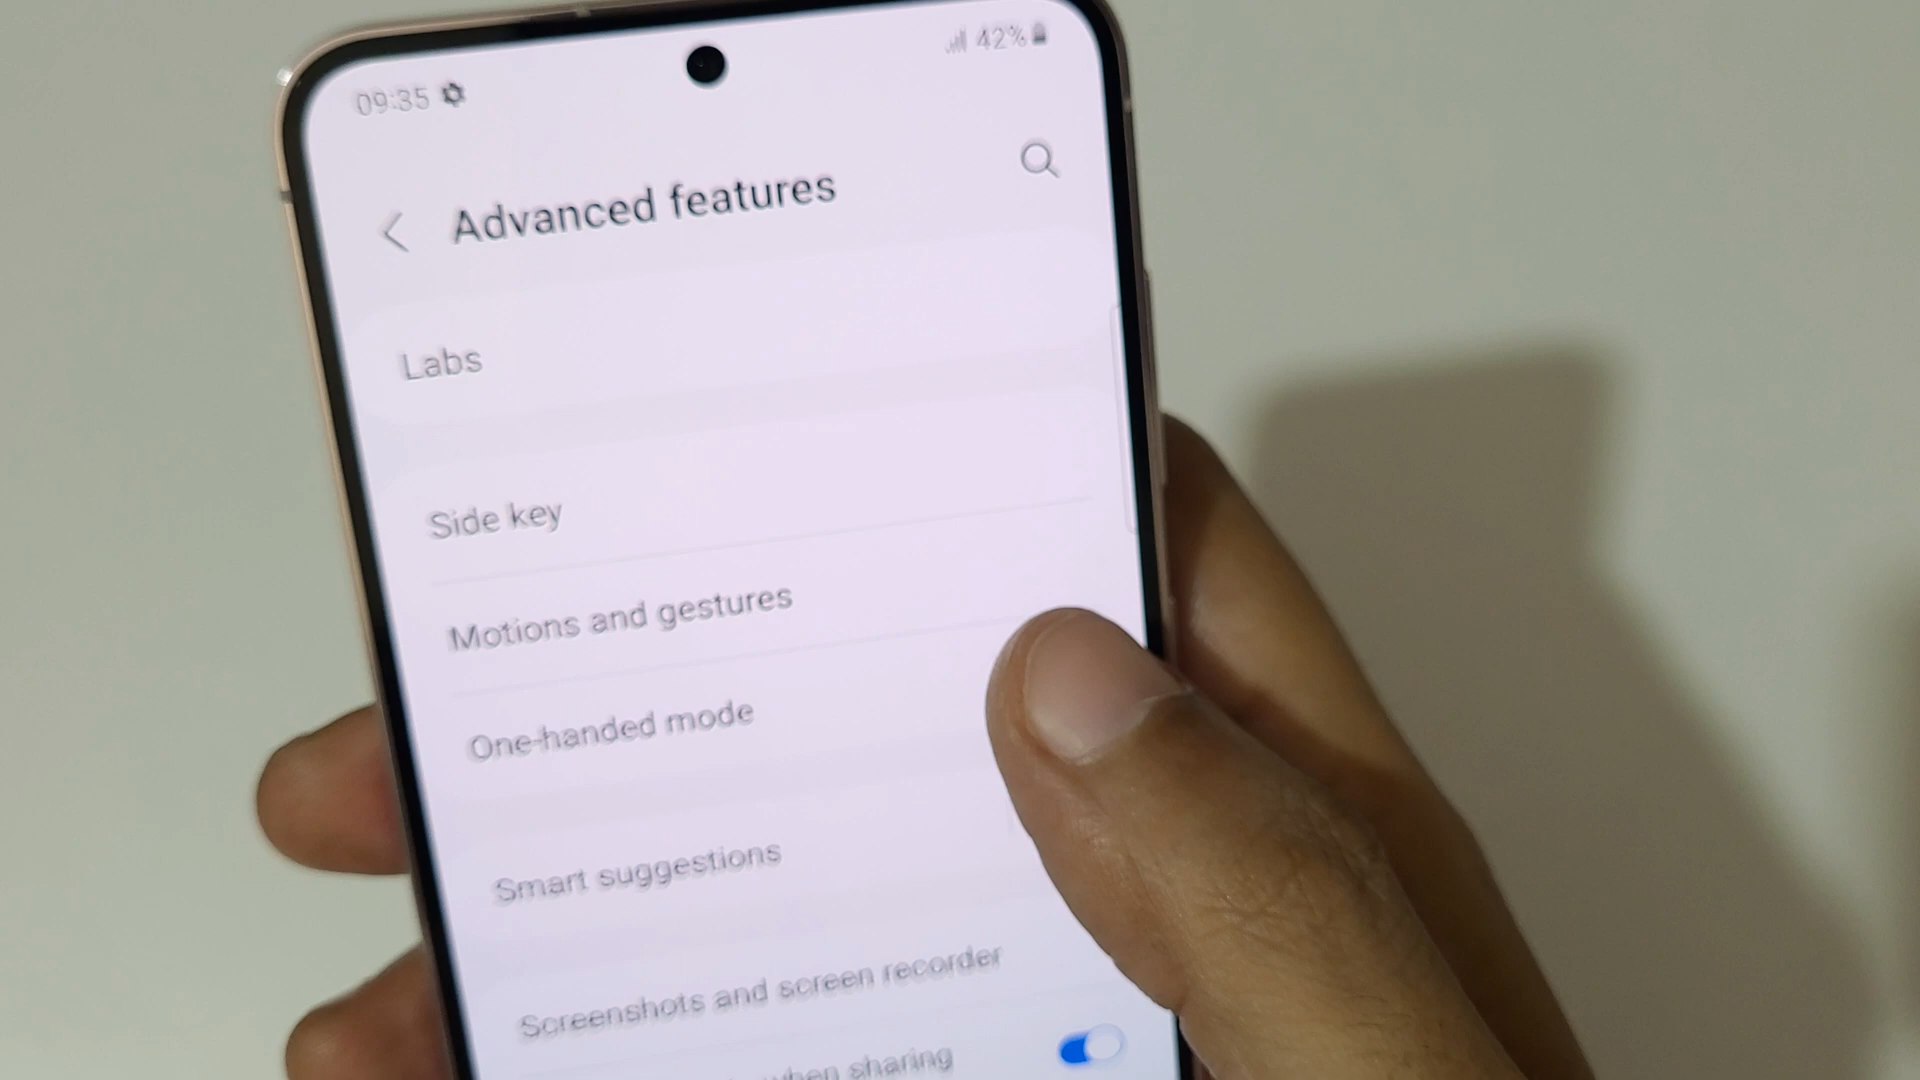 09:35
42%
Advanced features
Labs
Side key
Motions and gestures
One-handed mode
Smart suggestions
Screenshots and screen recorder
when sharing